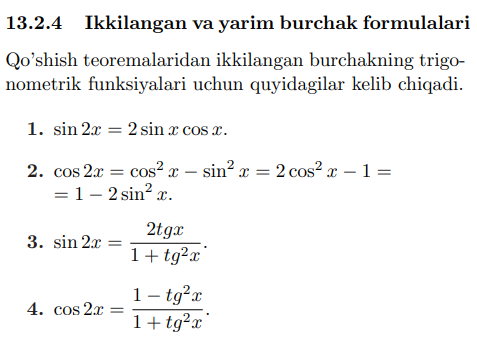 13.2.4 Ikkilangan va yarim burchak formulalari
Qo'shish teoremalaridan ikkilangan burchakning trigo-
nometrik funksiyalari uchun quyidagilar kelib chiqadi.
1. sin 2x = 2 sin x cos x.
2. cos 2x = cos² x − sin² x = 2 cos² x − 1 =
= 1 − 2 sin² x.
3. sin 2x = 2tgx / 1 + tg²x.
4. cos 2x = 1 − tg²x / 1 + tg²x.